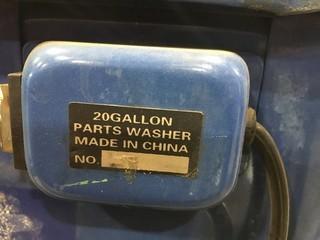 20GALLON
PARTS WASHER
MADE IN CHINA
NO.